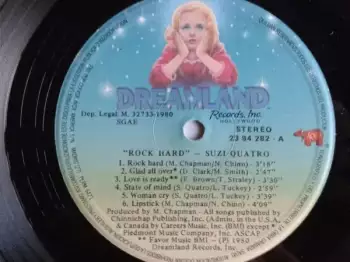 DREAMLAND
Records, Inc.
HOLLYWOOD
Dep. Legal M. 32733-1980
SGAE
STEREO
23 94 282 - A
"ROCK HARD" — SUZI QUATRO
1. Rock hard (M. Chapman/N. Chinn) 3'18"
2. Glad all over* (D. Clark/M. Smith) 2'47"
3. Love is ready** (E. Brown/T. Straley) 3'30"
4. State of mind (S. Quatro/L. Tuckey) 2'59"
5. Woman cry (S. Quatro/L. Tuckey) 4'39"
6. Lipstick (M. Chapman/N. Chinn) 4'09"
Produced by M. Chapman - All songs published
by Chinnichap Publishing, Inc. (Admin. in the U.S.A.
& Canada by Careers Music, Inc. (BMI) except *
Piedmont Music Company, Inc. ASCAP
** Favor Music BMI - (P) 1980
Dreamland Records, Inc.